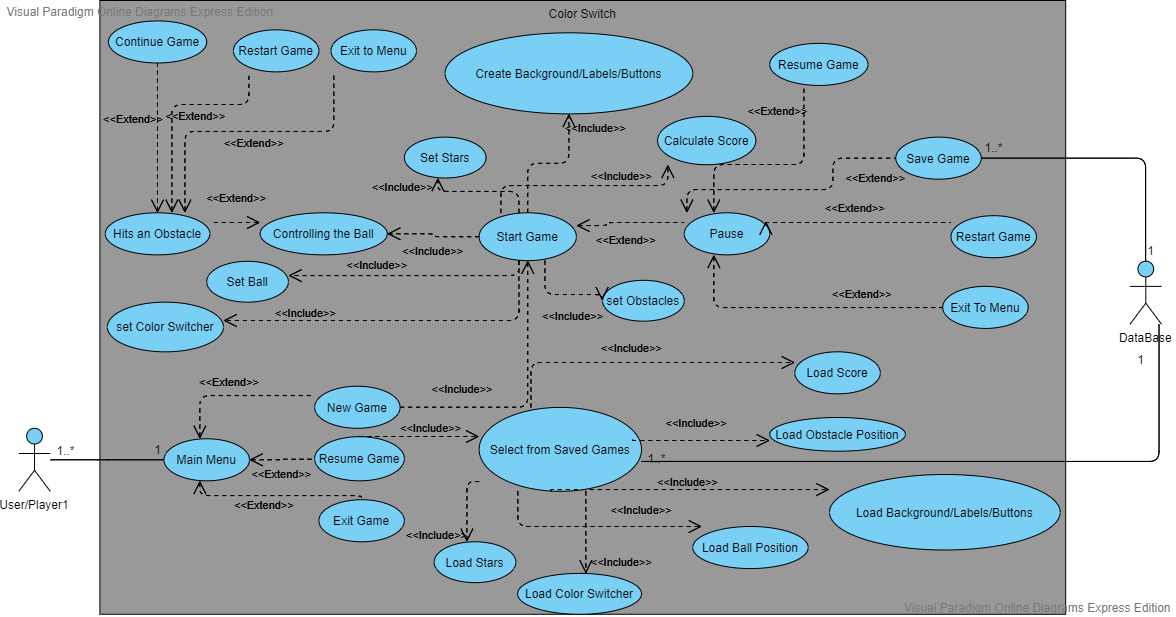 Visual Paradigm Online Diagrams Express Edition
Color Switch
Continue Game
Restart Game
Exit to Menu
Create Background/Labels/Buttons
Resume Game
<<Extend>>
<<Extend>>
<<Extend>>
<<Include>>
<<Extend>>
Calculate Score
Set Stars
<<Include>>
<<Include>>
Save Game
1..*
<<Extend>>
<<Extend>>
<<Extend>>
Hits an Obstacle
Controlling the Ball
Start Game
Pause
Restart Game
<<Extend>>
<<Include>>
<<Include>>
1
Set Ball
set Obstacles
<<Extend>>
Exit To Menu
set Color Switcher
<<Include>>
<<Include>>
DataBase
1
<<Include>>
Load Score
<<Extend>>
<<Include>>
New Game
<<Include>>
<<Include>>
Load Obstacle Position
1..*
1
Main Menu
Resume Game
Select from Saved Games
1..*
<<Extend>>
<<Include>>
User/Player1
<<Extend>>
Exit Game
<<Include>>
Load Background/Labels/Buttons
<<Include>>
Load Ball Position
Load Stars
<<Include>>
Load Color Switcher
Visual Paradigm Online Diagrams Express Edition